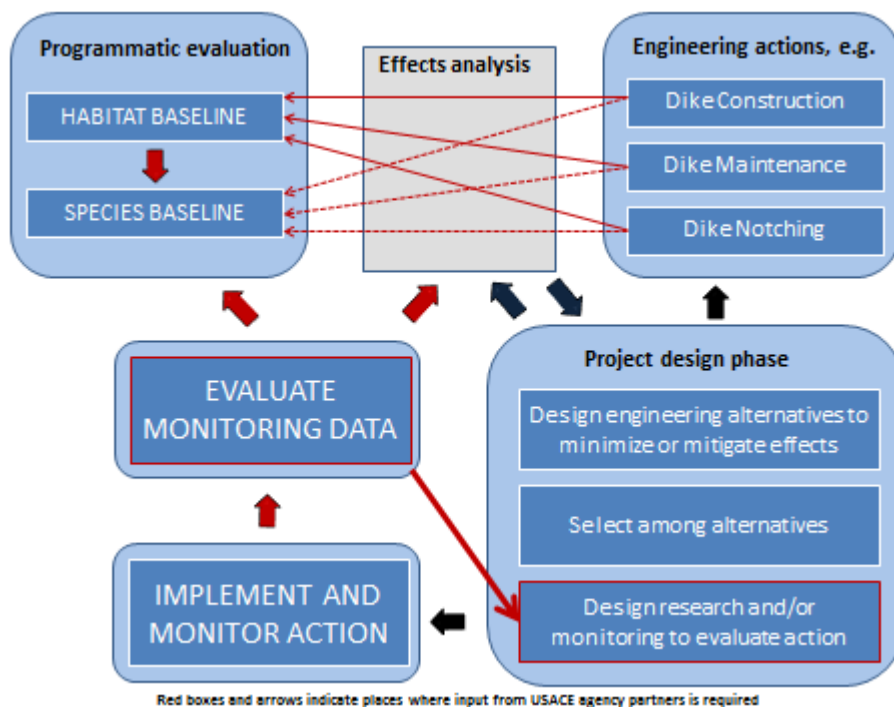 Programmatic evaluation
HABITAT BASELINE
SPECIES BASELINE
Effects analysis
Engineering actions, e.g.
Dike Construction
Dike Maintenance
Dike Notching
EVALUATE
MONITORING DATA
Project design phase
Design engineering alternatives to
minimize or mitigate effects
Select among alternatives
Design research and/or
monitoring to evaluate action
IMPLEMENT AND
MONITOR ACTION
Red boxes and arrows indicate places where input from USACE agency partners is required